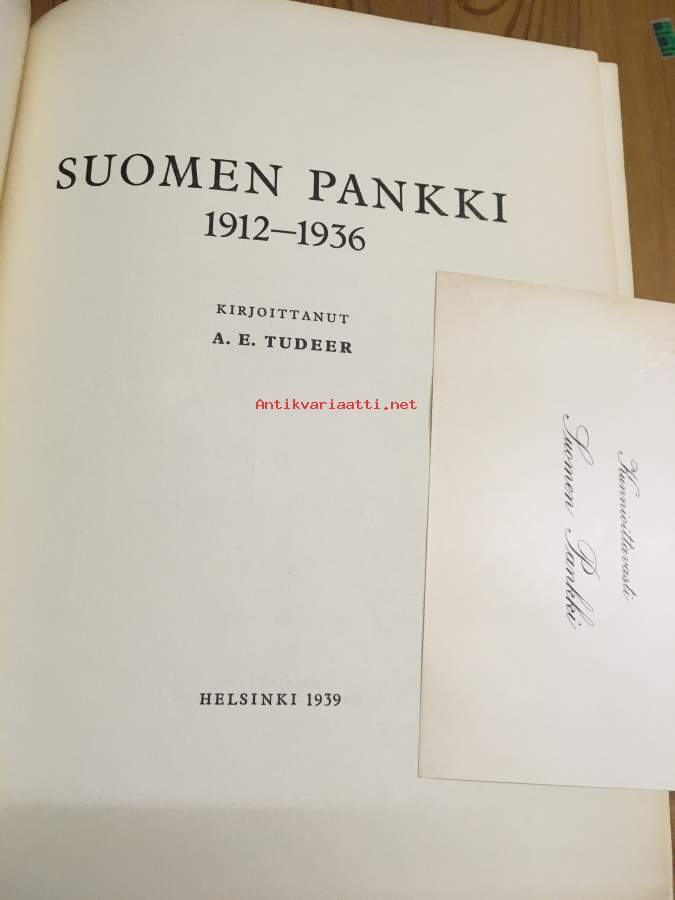 SUOMEN PANKKI
1912—1936
KIRJOITTANUT
A. E. TUDEER
Antikvariaatti.net
HELSINKI 1939
Kunnioittavasti
Suomen Pankki